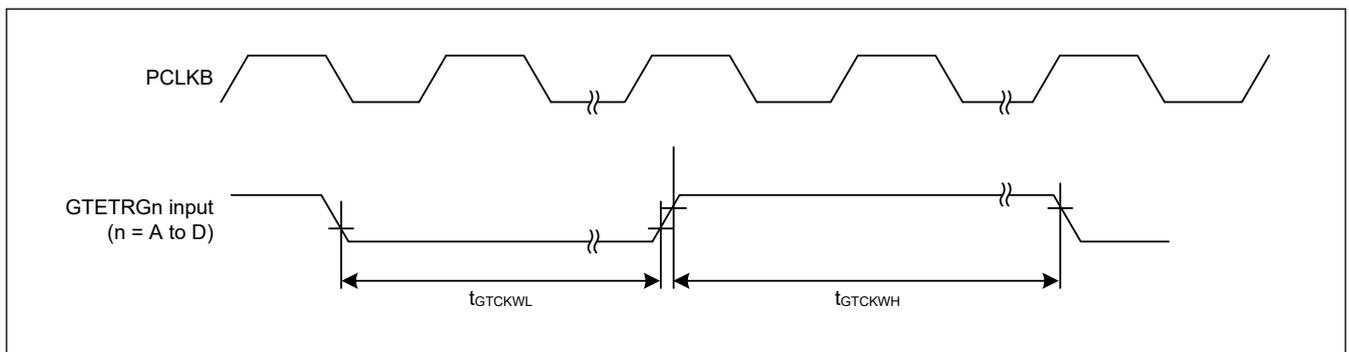 PCLKB
GTETRGn input
(n = A to D)
tGTCKWL
tGTCKWH